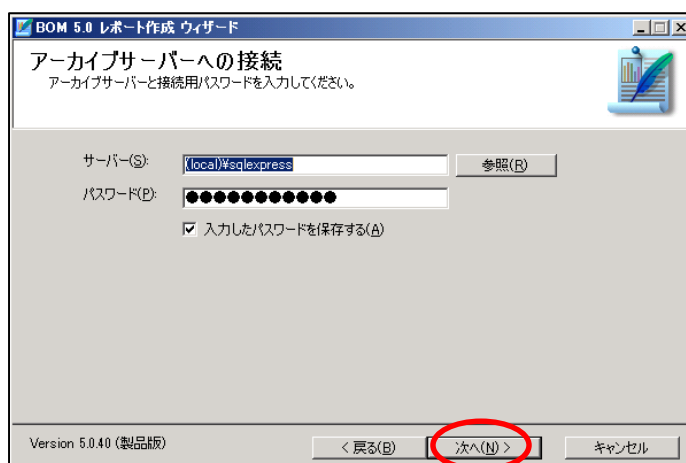 BOM 5.0 レポート作成 ウィザード
アーカイブサーバーへの接続
アーカイブサーバーと接続用パスワードを入力してください。
サーバー(S): (local)¥sqlexpress 参照(R)
パスワード(P): ●●●●●●●●●●●
入力したパスワードを保存する(A)
Version 5.0.40 (製品版) < 戻る(B) 次へ(N) > キャンセル